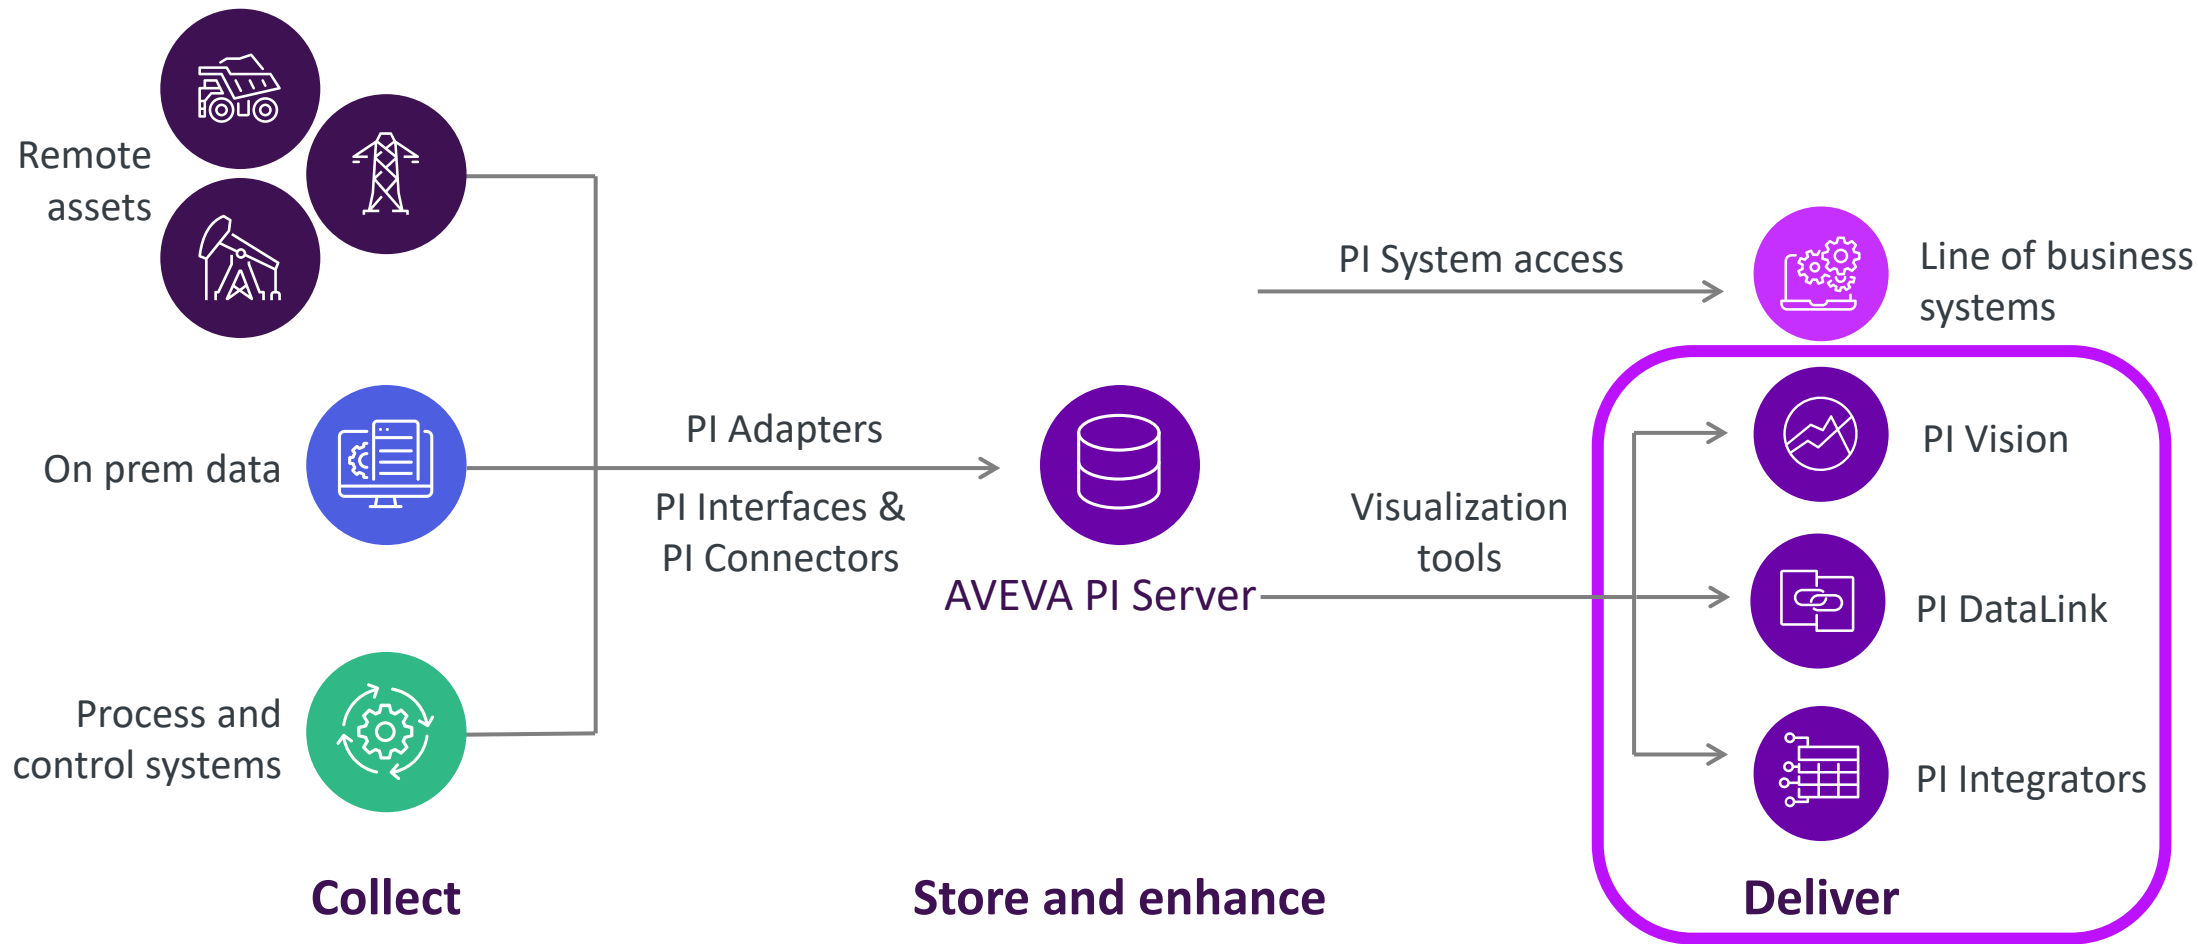 Remote
assets
On prem data
Process and
control systems
PI Adapters
PI Interfaces &
PI Connectors
AVEVA PI Server
PI System access
Visualization
tools
Line of business
systems
PI Vision
PI DataLink
PI Integrators
Collect
Store and enhance
Deliver